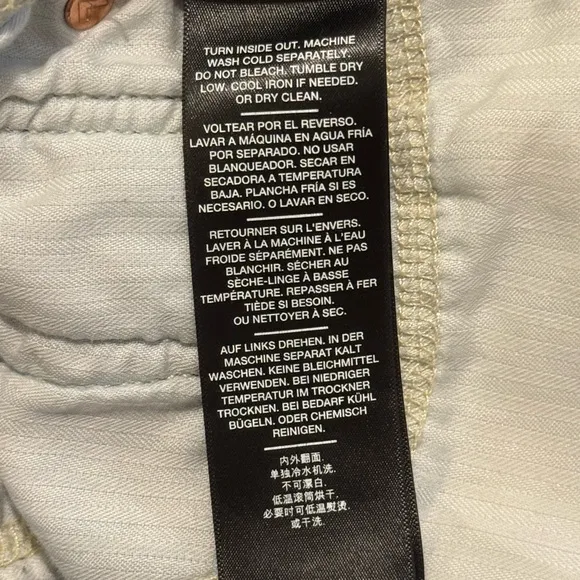 TURN INSIDE OUT. MACHINE
WASH COLD SEPARATELY.
DO NOT BLEACH. TUMBLE DRY
LOW. COOL IRON IF NEEDED.
OR DRY CLEAN.
VOLTEAR POR EL REVERSO.
LAVAR A MÁQUINA EN AGUA FRÍA
POR SEPARADO. NO USAR
BLANQUEADOR. SECAR EN
SECADORA A TEMPERATURA
BAJA. PLANCHA FRÍA SI ES
NECESARIO. O LAVAR EN SECO.
RETOURNER SUR L'ENVERS.
LAVER À LA MACHINE À L'EAU
FROIDE SÉPARÉMENT. NE PAS
BLANCHIR. SÉCHER AU
SÈCHE-LINGE À BASSE
TEMPÉRATURE. REPASSER À FER
TIÈDE SI BESOIN.
OU NETTOYER À SEC.
AUF LINKS DREHEN. IN DER
MASCHINE SEPARAT KALT
WASCHEN. KEINE BLEICHMITTEL
VERWENDEN. BEI NIEDRIGER
TEMPERATUR IM TROCKNER
TROCKNEN. BEI BEDARF KÜHL
BÜGELN. ODER CHEMISCH
REINIGEN.
内外翻面.
单独冷水机洗.
不可漂白.
低温滚筒烘干.
必要时可低温熨烫.
或干洗.